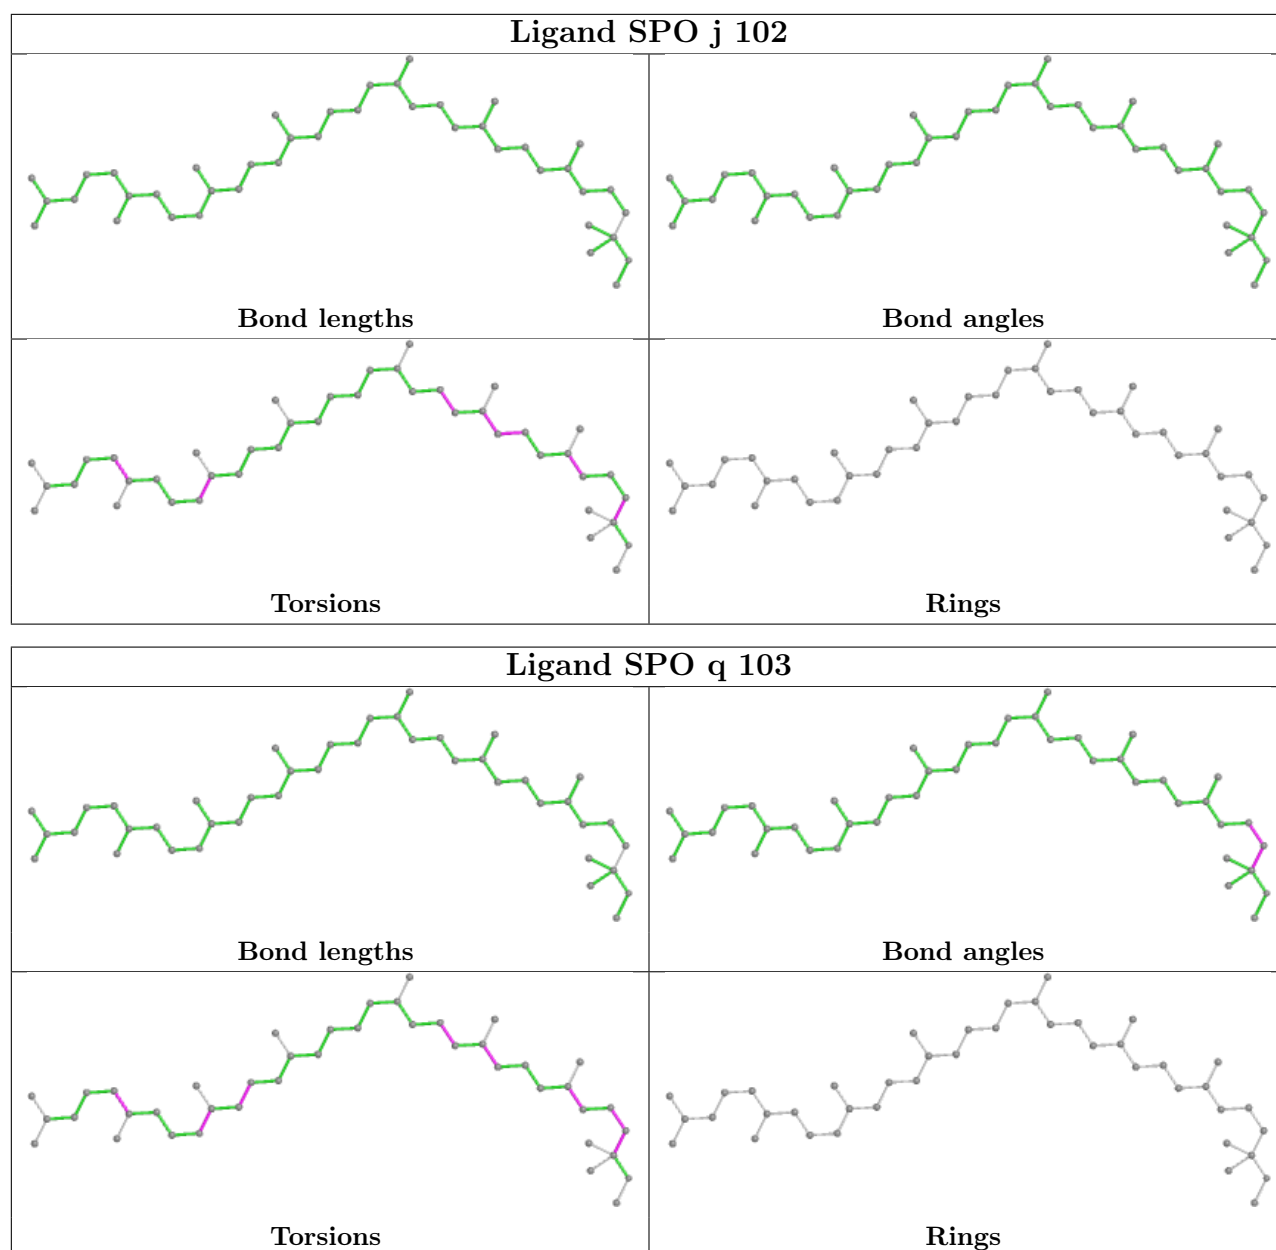 Ligand SPO j 102
Bond lengths
Bond angles
Torsions
Rings
Ligand SPO q 103
Bond lengths
Bond angles
Torsions
Rings